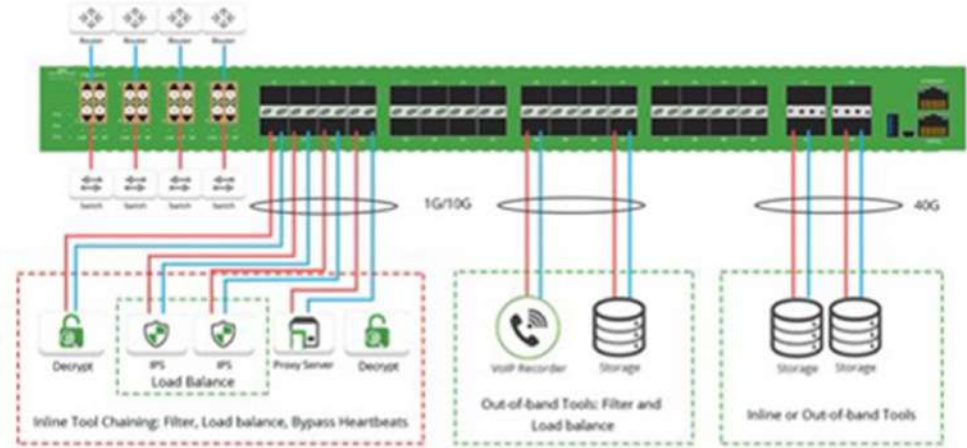 Router Router Router Router
Switch Switch Switch Switch
1G/10G
40G
Decrypt IPS IPS Proxy Server Decrypt
Load Balance
Inline Tool Chaining: Filter, Load balance, Bypass Heartbeats
VoIP Recorder Storage
Out-of-band Tools: Filter and
Load balance
Storage Storage
Inline or Out-of-band Tools